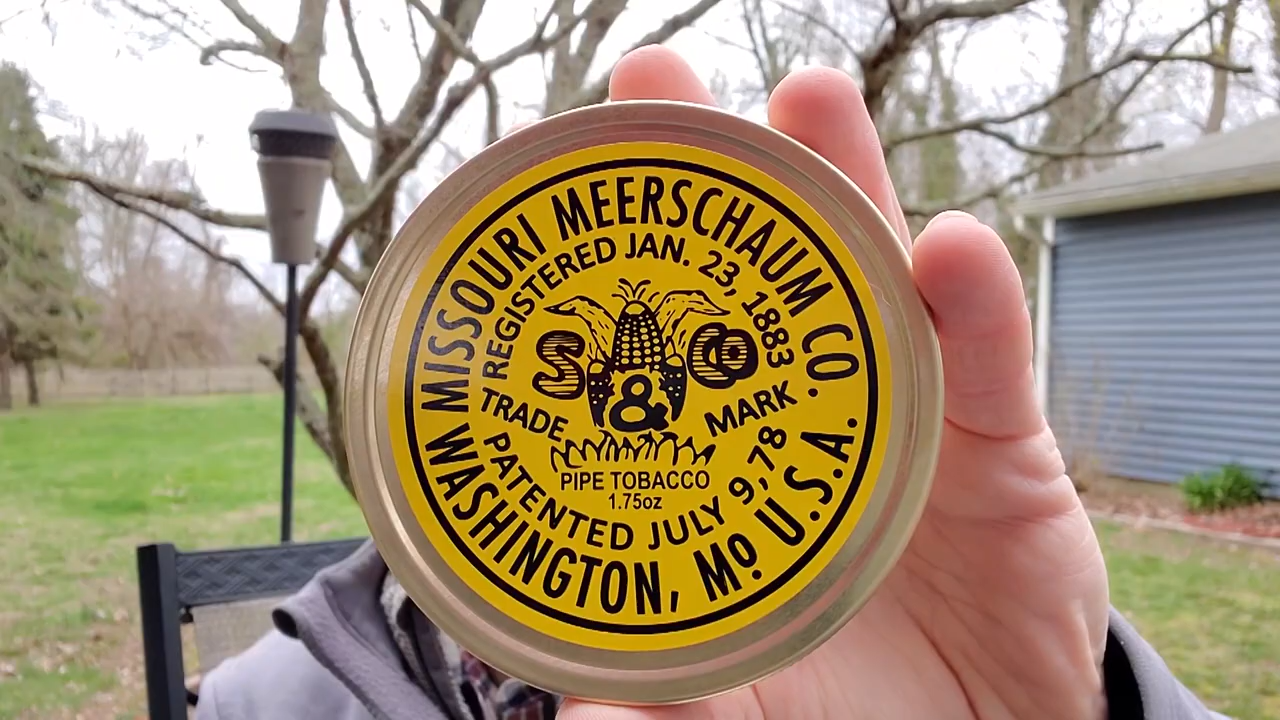 MISSOURI MEERSCHAUM CO.
REGISTERED JAN. 23, 1883
S & CO
TRADE MARK
PIPE TOBACCO
1.75oz
PATENTED JULY 9, 78
WASHINGTON, Mo U.S.A.